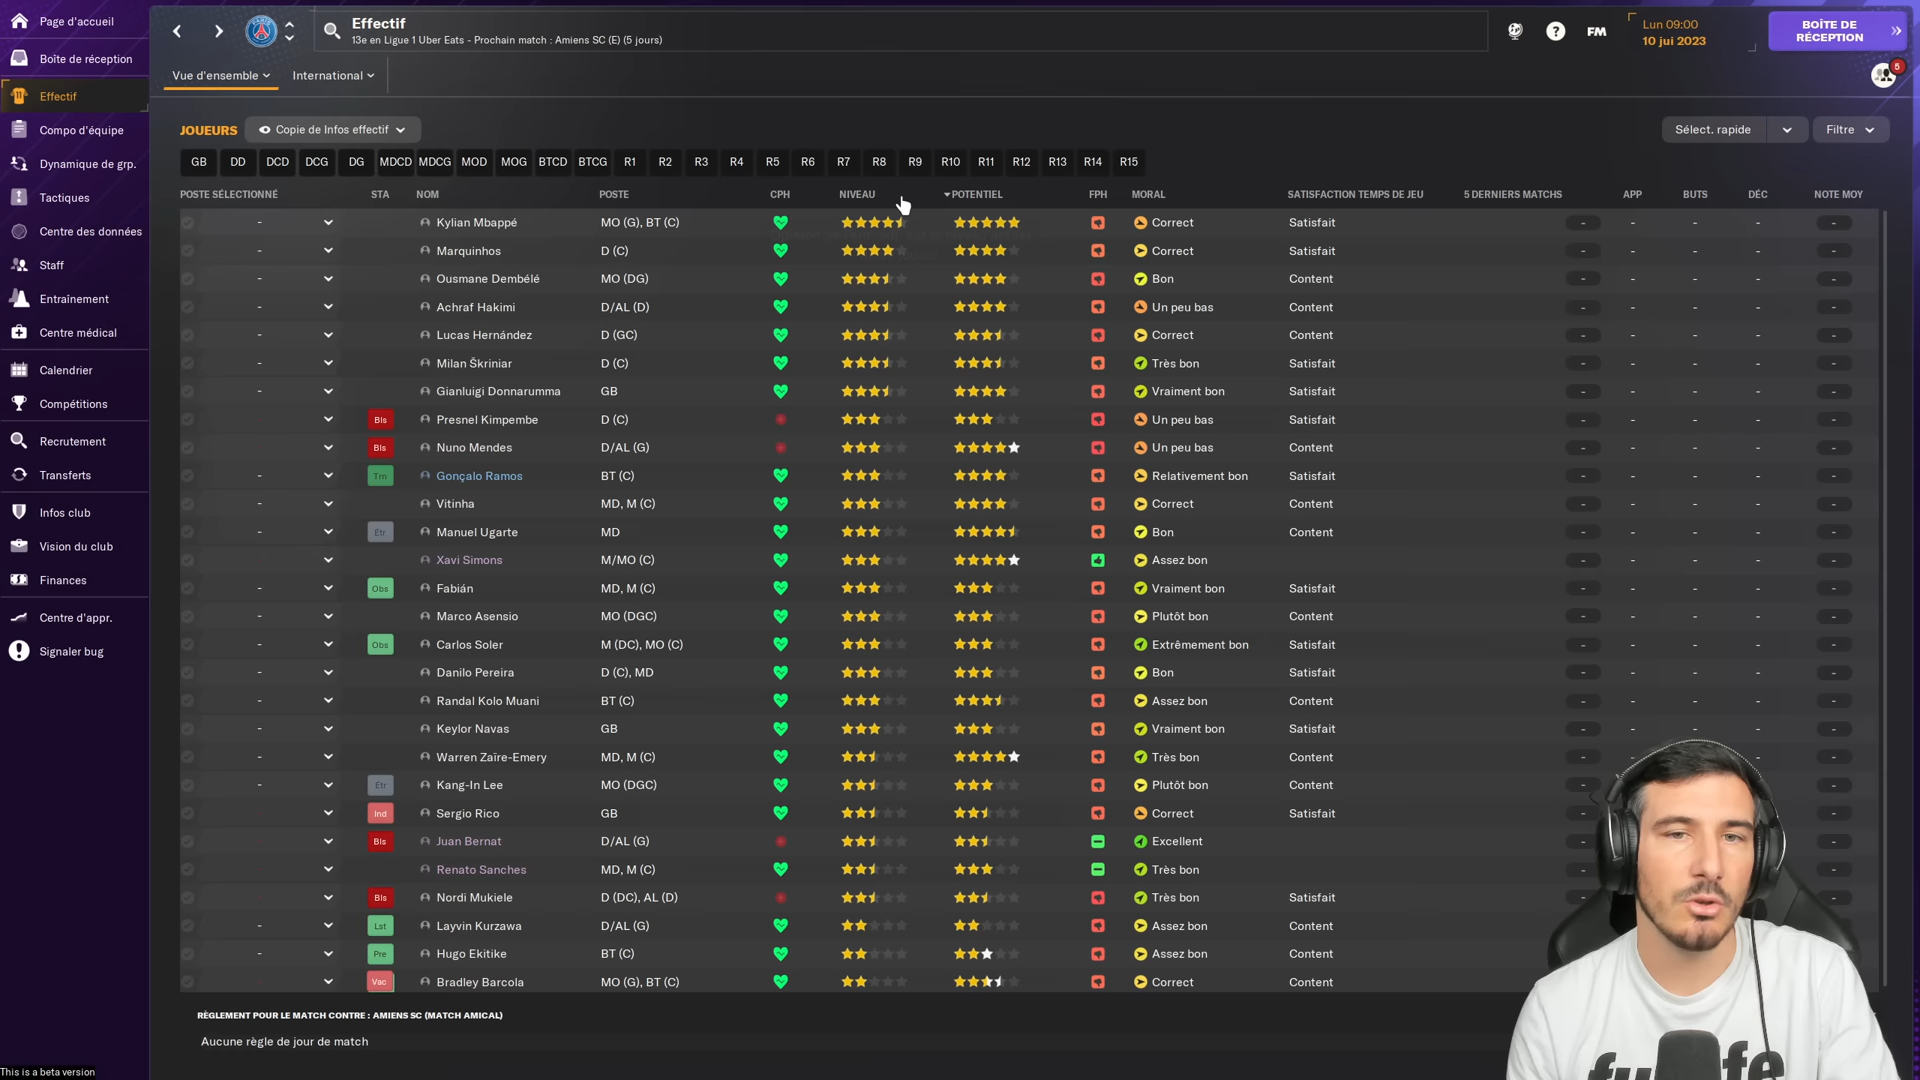 Page d'accueil
Boîte de réception
Effectif
Compo d'équipe
Dynamique de grp.
Tactiques
Centre des données
Staff
Entraînement
Centre médical
Calendrier
Compétitions
Recrutement
Transferts
Infos club
Vision du club
Finances
Centre d'appr.
Signaler bug
This is a beta version
Effectif
13e en Ligne 1 Uber Eats - Prochain match : Amiens SC (E) (5 jours)
FM
Lun 09:00
10 jui 2023
BOÎTE DE
RÉCEPTION
5
Vue d'ensemble International
JOUEURS Copie de Infos effectif Sélect. rapide Filtre
GB DD DCD DCG DG MDCD MDCG MOD MOG BTCD BTCG R1 R2 R3 R4 R5 R6 R7 R8 R9 R10 R11 R12 R13 R14 R15
POSTE SÉLECTIONNÉ STA NOM POSTE CPH NIVEAU POTENTIEL FPH MORAL SATISFACTION TEMPS DE JEU 5 DERNIERS MATCHS APP BUTS DÉC NOTE MOY
- Kylian Mbappé MO (G), BT (C) Correct Satisfait - - - - -
Marquinhos D (C) Correct Satisfait - - - - -
- Ousmane Dembélé MO (DG) Bon Content - - - - -
- Achraf Hakimi D/AL (D) Un peu bas Content - - - - -
- Lucas Hernández D (GC) Correct Content - - - - -
- Milan Škriniar D (C) Très bon Satisfait - - - - -
- Gianluigi Donnarumma GB Vraiment bon Satisfait - - - - -
Bls Presnel Kimpembe D (C) Un peu bas Satisfait - - - - -
Bls Nuno Mendes D/AL (G) Un peu bas Content - - - - -
- Trn Gonçalo Ramos BT (C) Relativement bon Satisfait - - - - -
- Vitinha MD, M (C) Correct Content - - - - -
- Étr Manuel Ugarte MD Bon Content - - - - -
Xavi Simons M/MO (C) Assez bon - - - - -
- Obs Fabián MD, M (C) Vraiment bon Satisfait - - - - -
- Marco Asensio MO (DGC) Plutôt bon Content - - - - -
- Obs Carlos Soler M (DC), MO (C) Extrêmement bon Satisfait - - - - -
- Danilo Pereira D (C), MD Bon Satisfait - - - - -
- Randal Kolo Muani BT (C) Assez bon Content - - - - -
- Keylor Navas GB Vraiment bon Satisfait - - - - -
- Warren Zaïre-Emery MD, M (C) Très bon Content - - - - -
- Étr Kang-In Lee MO (DGC) Plutôt bon Content -
Ind Sergio Rico GB Correct Satisfait -
Bls Juan Bernat D/AL (G) Excellent -
Renato Sanches MD, M (C) Très bon -
Bls Nordi Mukiele D (DC), AL (D) Très bon Satisfait -
- Lst Layvin Kurzawa D/AL (G) Assez bon Content
- Pre Hugo Ekitike BT (C) Assez bon Content
Vac Bradley Barcola MO (G), BT (C) Correct Content
RÈGLEMENT POUR LE MATCH CONTRE : AMIENS SC (MATCH AMICAL)
Aucune règle de jour de match